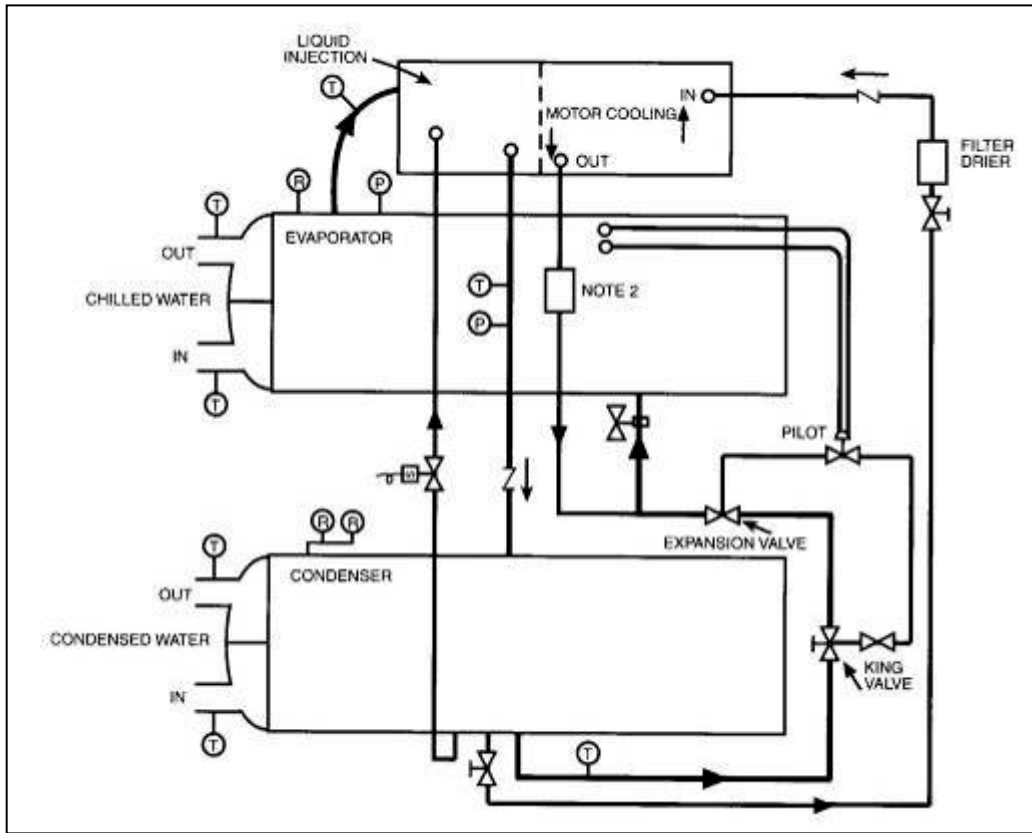 LIQUID
INJECTION
T
IN
MOTOR COOLING
OUT
FILTER
DRIER
R
P
T
EVAPORATOR
OUT
T
NOTE 2
CHILLED WATER
P
IN
T
PILOT
S
EXPANSION VALVE
R
R
T
CONDENSER
OUT
CONDENSED WATER
KING
VALVE
IN
T
T